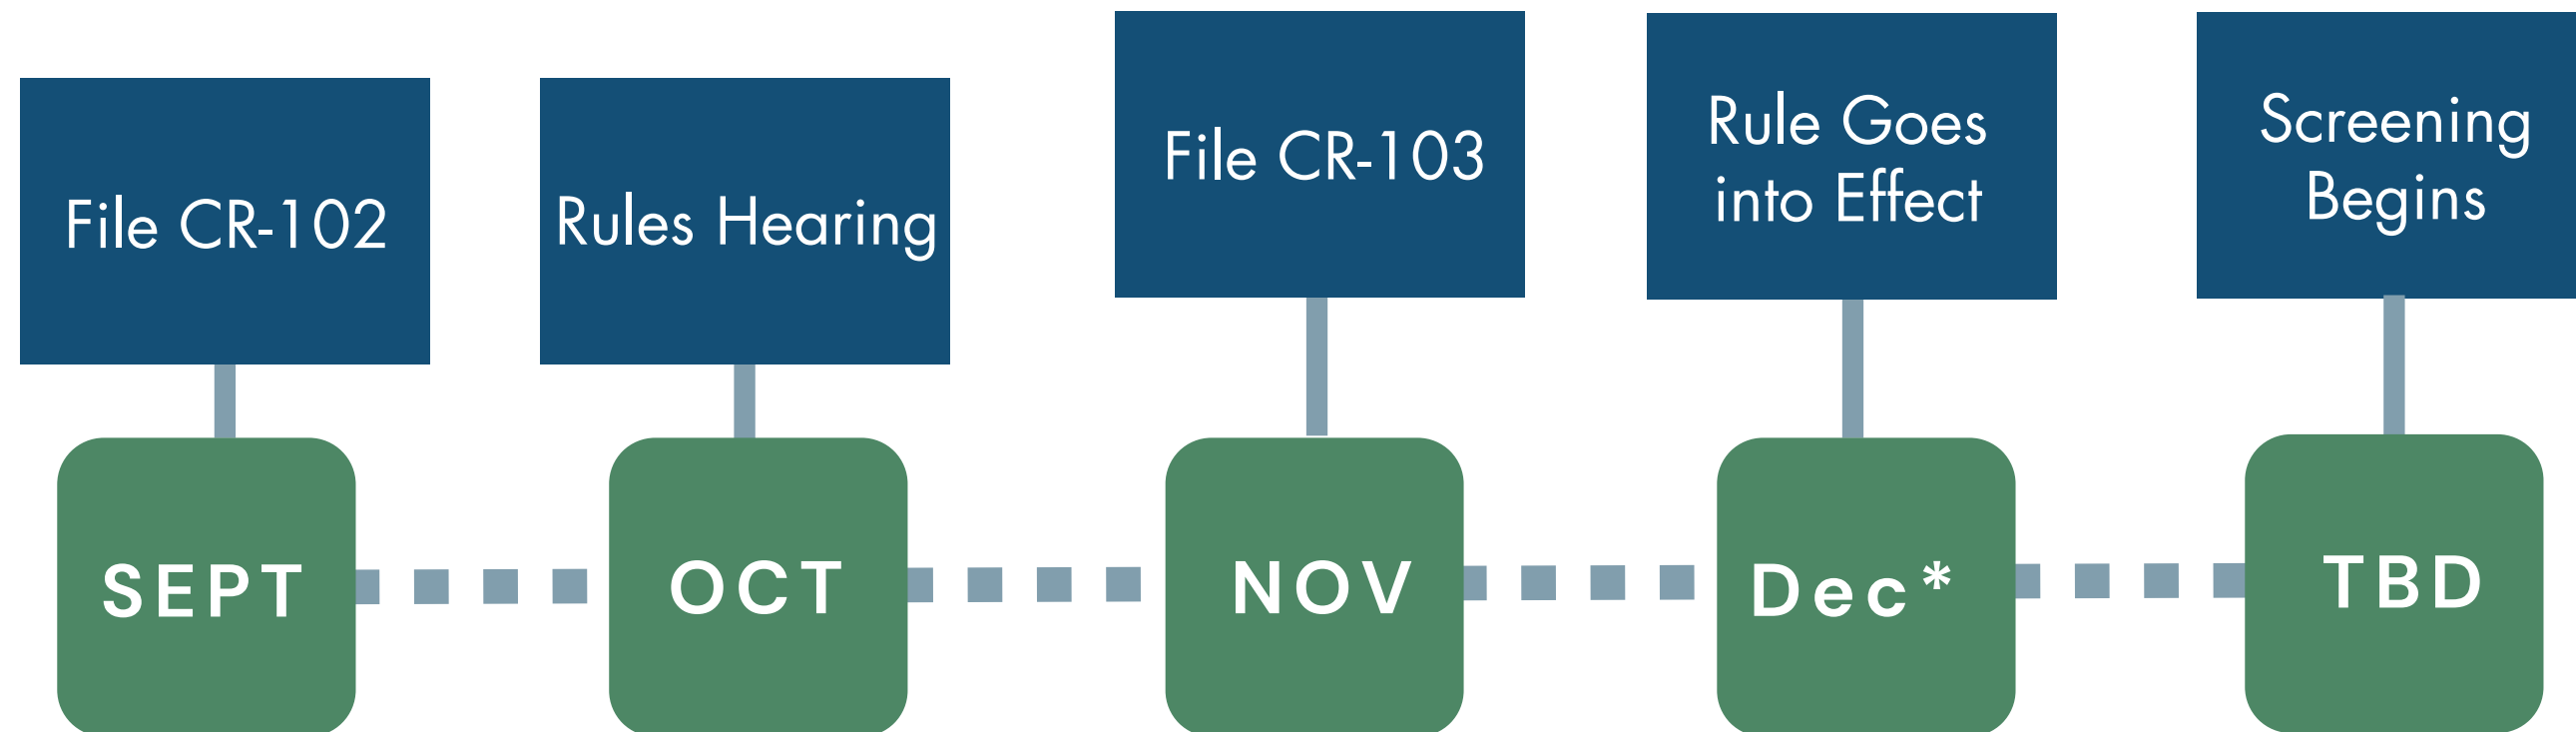 File CR-102
Rules Hearing
File CR-103
Rule Goes
into Effect
Screening
Begins
SEPT
OCT
NOV
Dec*
TBD